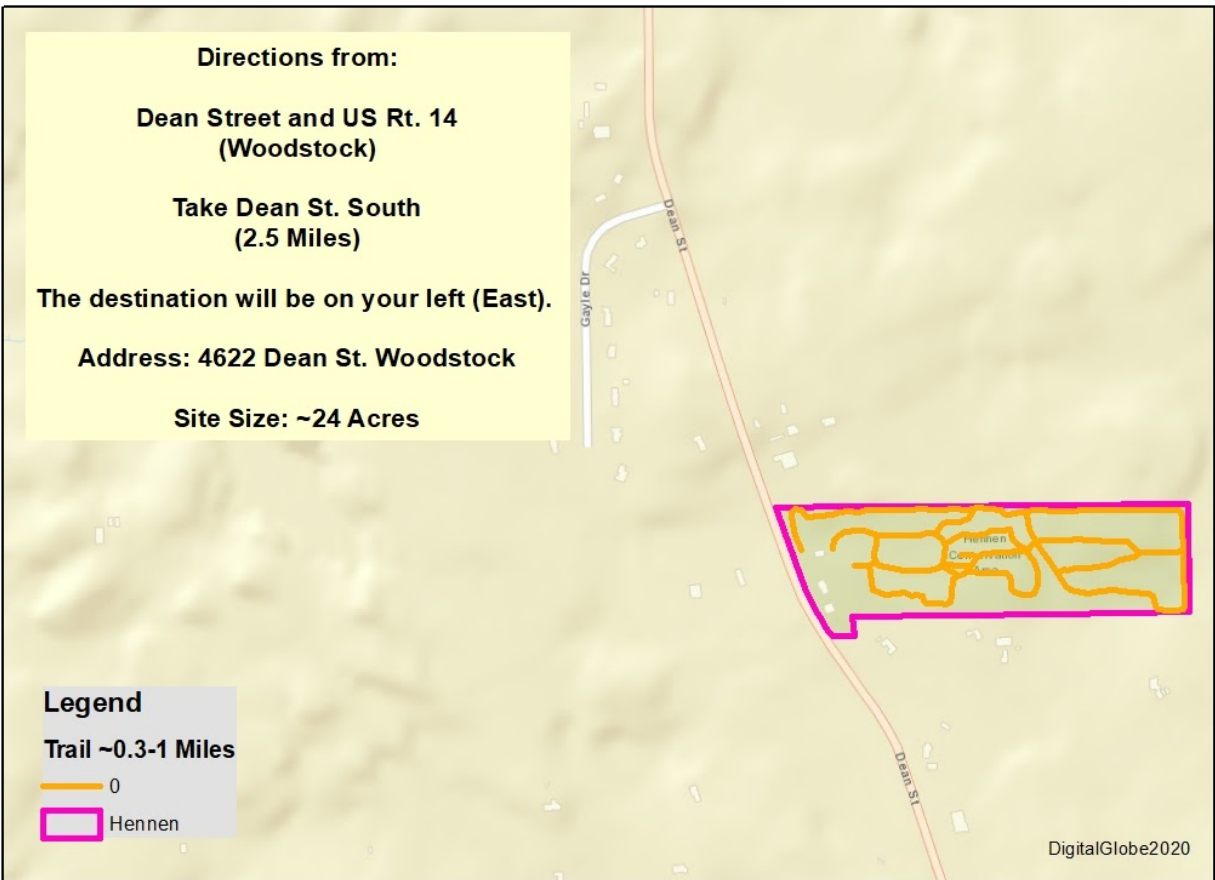 Directions from:
Dean Street and US Rt. 14
(Woodstock)
Take Dean St. South
(2.5 Miles)
The destination will be on your left (East).
Address: 4622 Dean St. Woodstock
Site Size: ~24 Acres
Dean St
Gayle Dr
Hennen
Conservation
Area
Dean St
Legend
Trail ~0.3-1 Miles
0
Hennen
DigitalGlobe2020